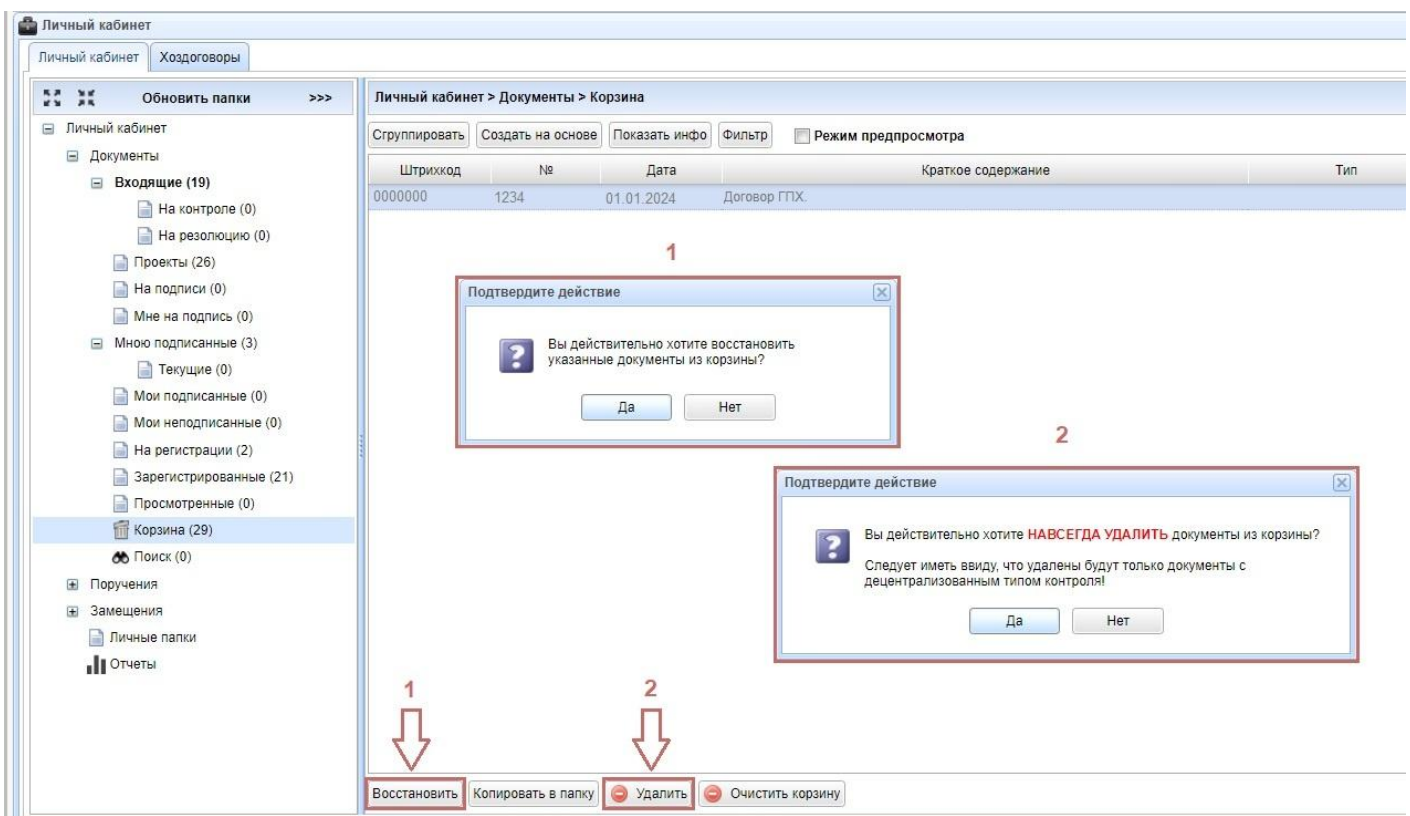 Личный кабинет
Личный кабинет
Хоздоговоры
Обновить папки >>>
Личный кабинет
Документы
Входящие (19)
На контроле (0)
На резолюцию (0)
Проекты (26)
На подписи (0)
Мне на подпись (0)
Мною подписанные (3)
Текущие (0)
Мои подписанные (0)
Мои неподписанные (0)
На регистрации (2)
Зарегистрированные (21)
Просмотренные (0)
Корзина (29)
Поиск (0)
Поручения
Замещения
Личные папки
Отчеты
Личный кабинет > Документы > Корзина
Сгруппировать Создать на основе Показать инфо Фильтр Режим предпросмотра
Штрихкод № Дата Краткое содержание Тип
0000000 1234 01.01.2024 Договор ГПХ.
1
Подтвердите действие
Вы действительно хотите восстановить
указанные документы из корзины?
Да Нет
2
Подтвердите действие
Вы действительно хотите НАВСЕГДА УДАЛИТЬ документы из корзины?
Следует иметь ввиду, что удалены будут только документы с
децентрализованным типом контроля!
Да Нет
1 2
Восстановить Копировать в папку Удалить Очистить корзину